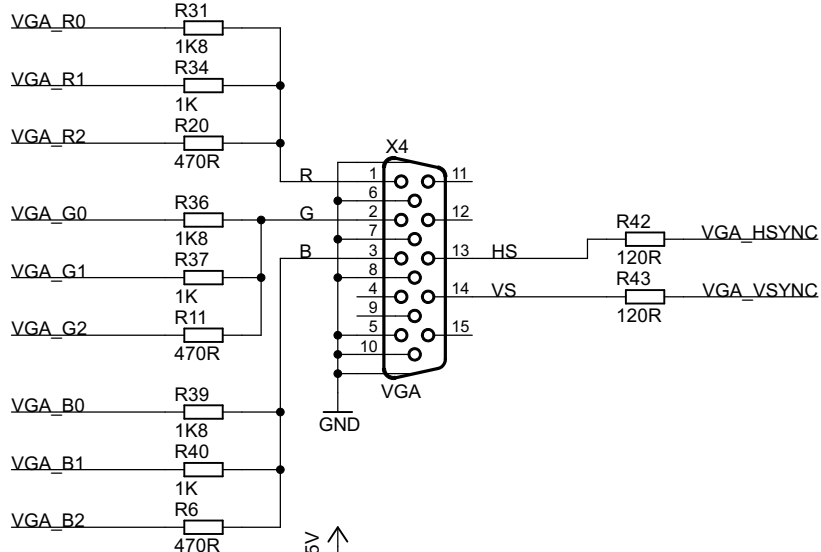 R31
VGA_R0
1K8
R34
VGA_R1
1K
R20
VGA_R2
470R
X4
R 1 11
6
R36
VGA_G0 G 2 12
1K8
7
R42
VGA_HSYNC
120R
R37
B 3 13 HS
VGA_G1
1K
8
R43
4 14 VS VGA_VSYNC
120R
9
R11
VGA_G2
470R
5 15
10
VGA
R39
VGA_B0
1K8
GND
R40
VGA_B1
1K
R6
VGA_B2
470R
5V